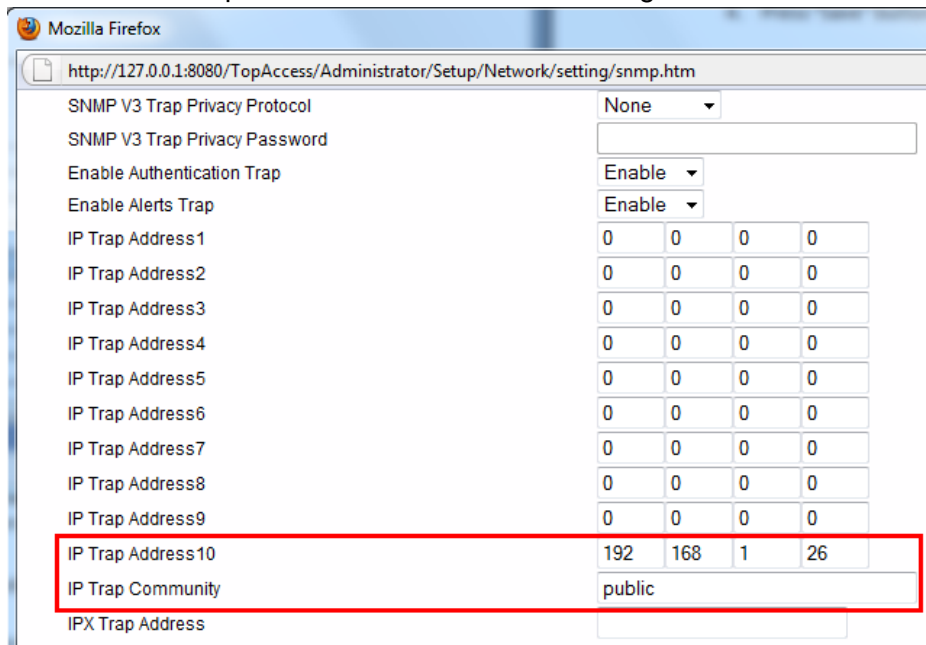 Mozilla Firefox
http://127.0.0.1:8080/TopAccess/Administrator/Setup/Network/setting/snmp.htm
SNMP V3 Trap Privacy Protocol None
SNMP V3 Trap Privacy Password
Enable Authentication Trap Enable
Enable Alerts Trap Enable
IP Trap Address1 0 0 0 0
IP Trap Address2 0 0 0 0
IP Trap Address3 0 0 0 0
IP Trap Address4 0 0 0 0
IP Trap Address5 0 0 0 0
IP Trap Address6 0 0 0 0
IP Trap Address7 0 0 0 0
IP Trap Address8 0 0 0 0
IP Trap Address9 0 0 0 0
IP Trap Address10 192 168 1 26
IP Trap Community public
IPX Trap Address